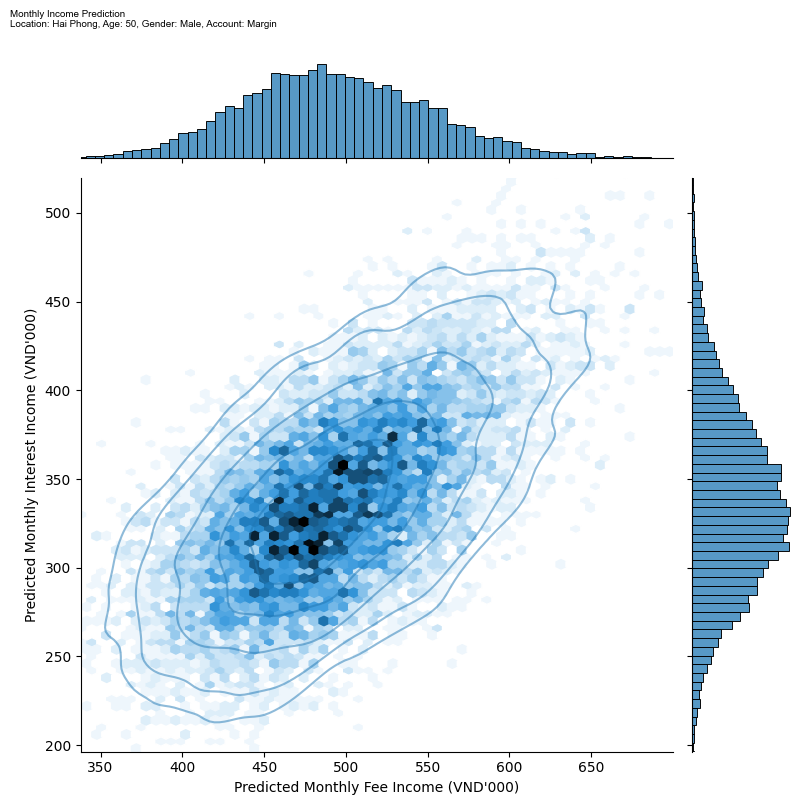 Monthly Income Prediction
Location: Hai Phong, Age: 50, Gender: Male, Account: Margin
500
450
400
350
300
250
200
Predicted Monthly Interest Income (VND'000)
350 400 450 500 550 600 650
Predicted Monthly Fee Income (VND'000)